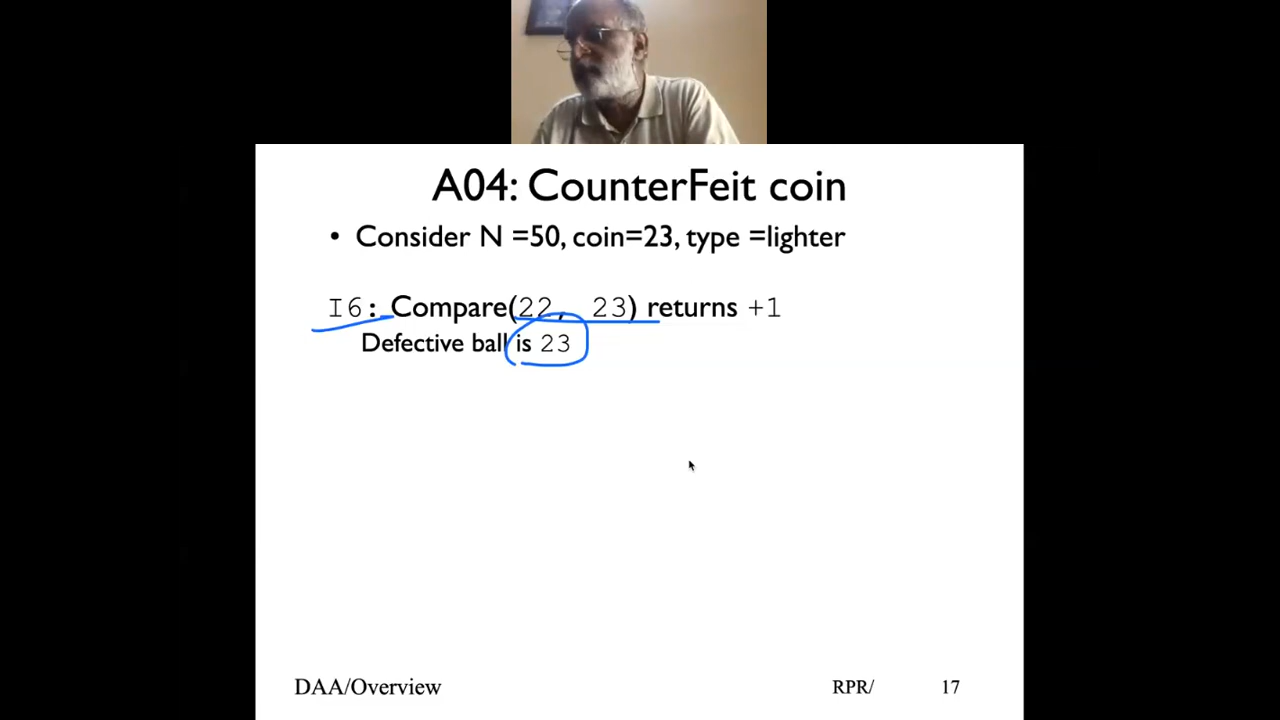 A04: CounterFeit coin
• Consider N =50, coin=23, type =lighter
I6: Compare(22, 23) returns +1
Defective ball is 23
DAA/Overview
RPR/
17